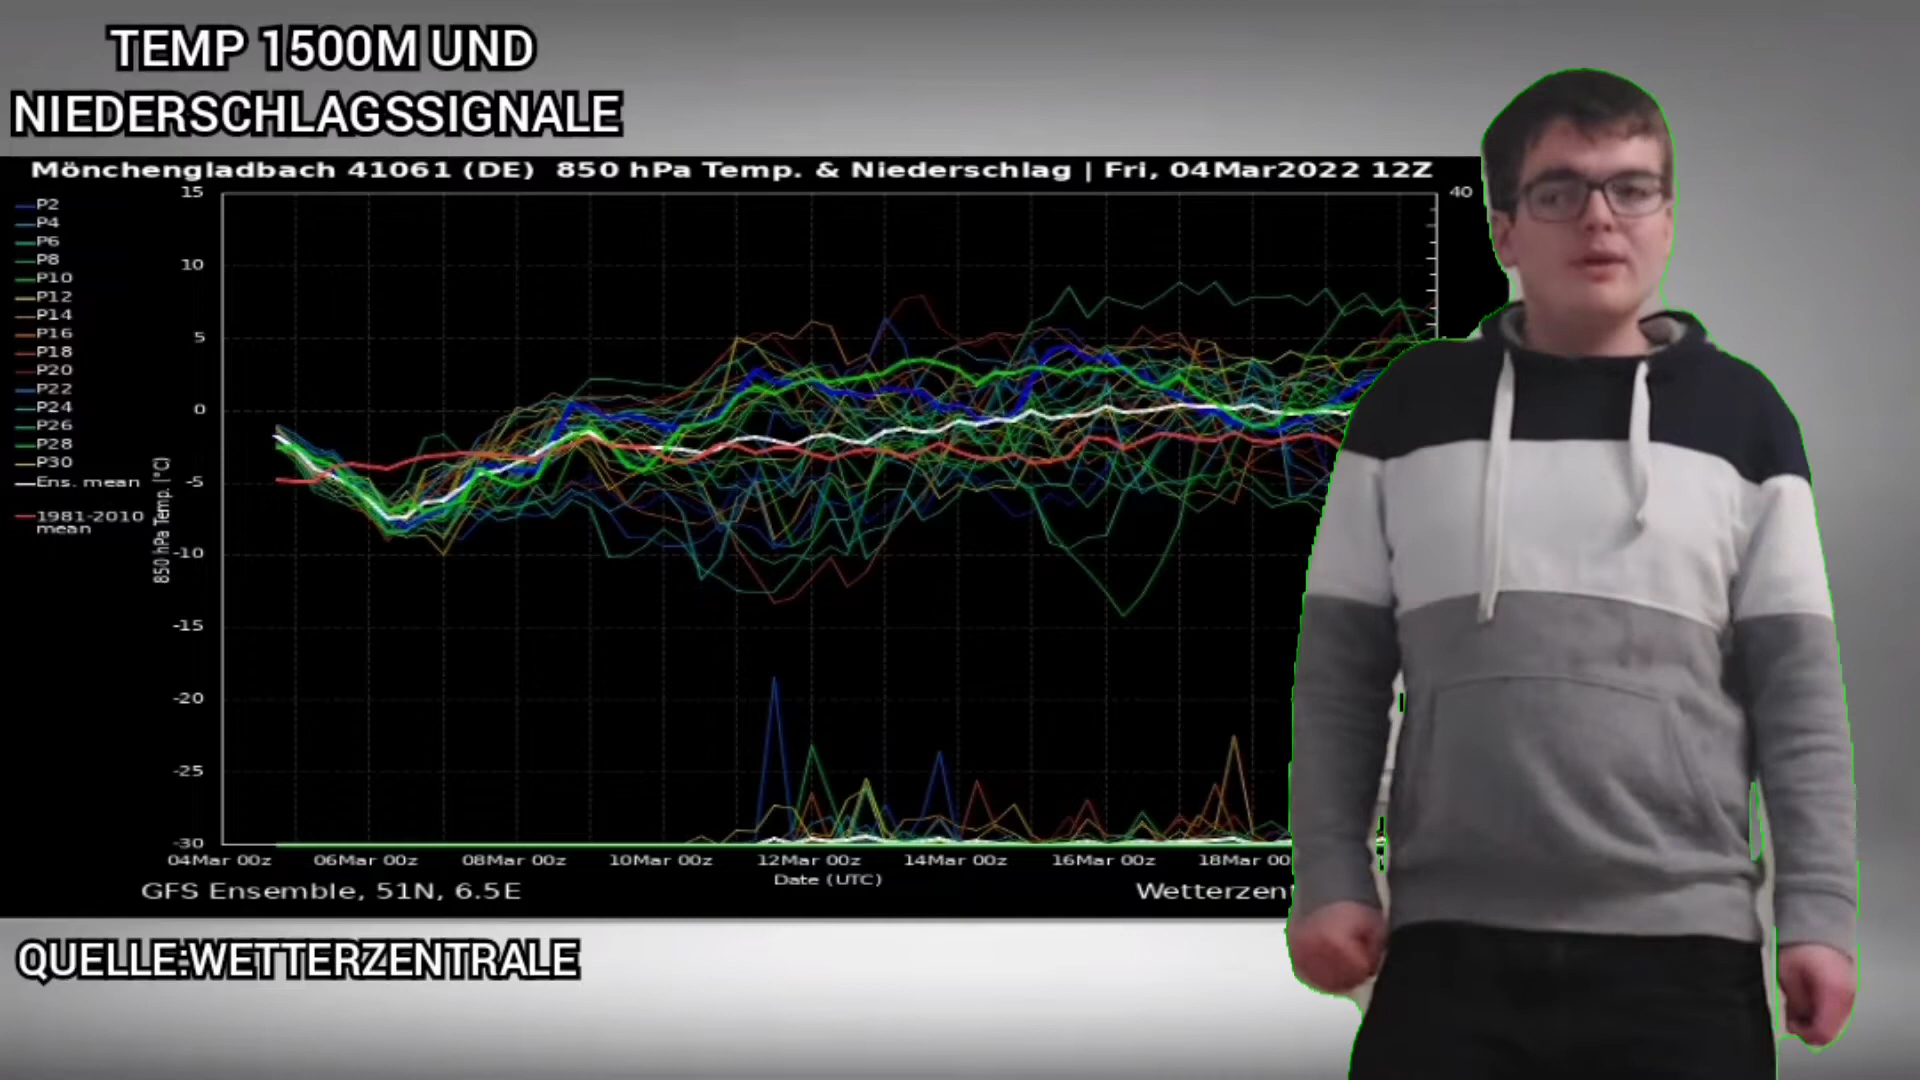 TEMP 1500M UND
NIEDERSCHLAGSSIGNALE
Mönchengladbach 41061 (DE) 850 hPa Temp. & Niederschlag | Fri, 04Mar2022 12Z
P2
P4
P6
P8
P10
P12
P14
P16
P18
P20
P22
P24
P26
P28
P30
Ens. mean
1981-2010
mean
850 hPa Temp. (°C)
15
10
5
0
-5
-10
-15
-20
-25
-30
40
04Mar 00z 06Mar 00z 08Mar 00z 10Mar 00z 12Mar 00z 14Mar 00z 16Mar 00z 18Mar 00
Date (UTC)
GFS Ensemble, 51N, 6.5E
Wetterzen
QUELLE:WETTERZENTRALE